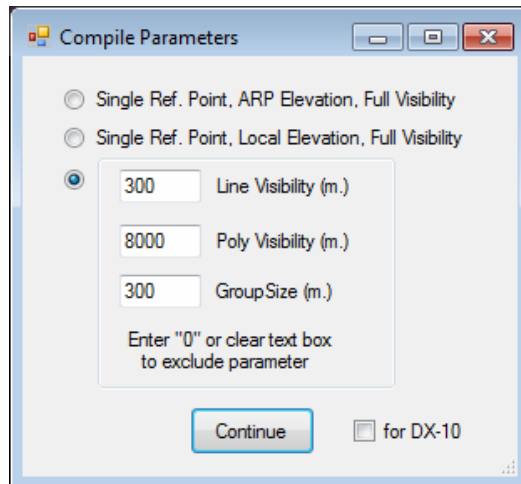 Compile Parameters
Single Ref. Point, ARP Elevation, Full Visibility
Single Ref. Point, Local Elevation, Full Visibility
300 Line Visibility (m.)
8000 Poly Visibility (m.)
300 GroupSize (m.)
Enter "0" or clear text box
to exclude parameter
Continue for DX-10